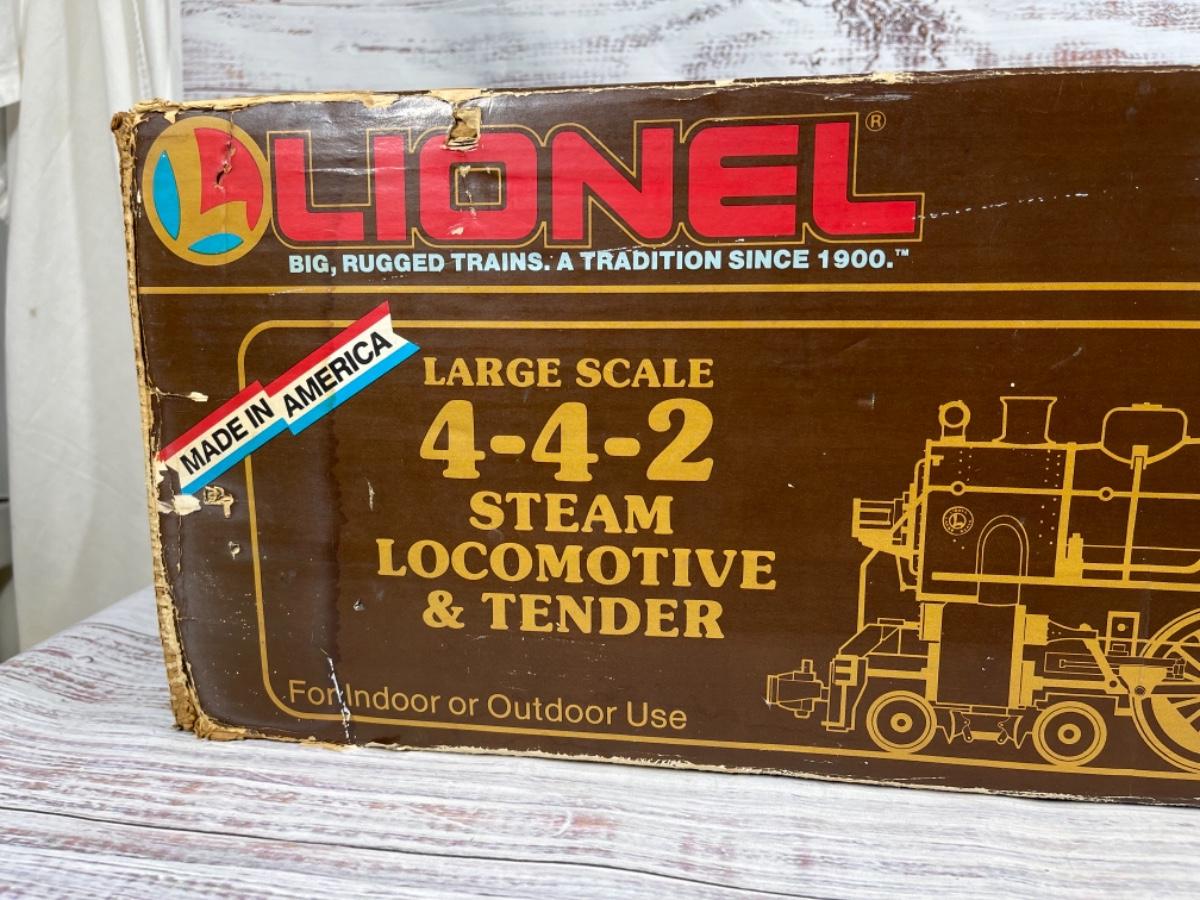 LIONEL®
BIG, RUGGED TRAINS. A TRADITION SINCE 1900.™
MADE IN AMERICA
LARGE SCALE
4-4-2
STEAM
LOCOMOTIVE
& TENDER
For Indoor or Outdoor Use